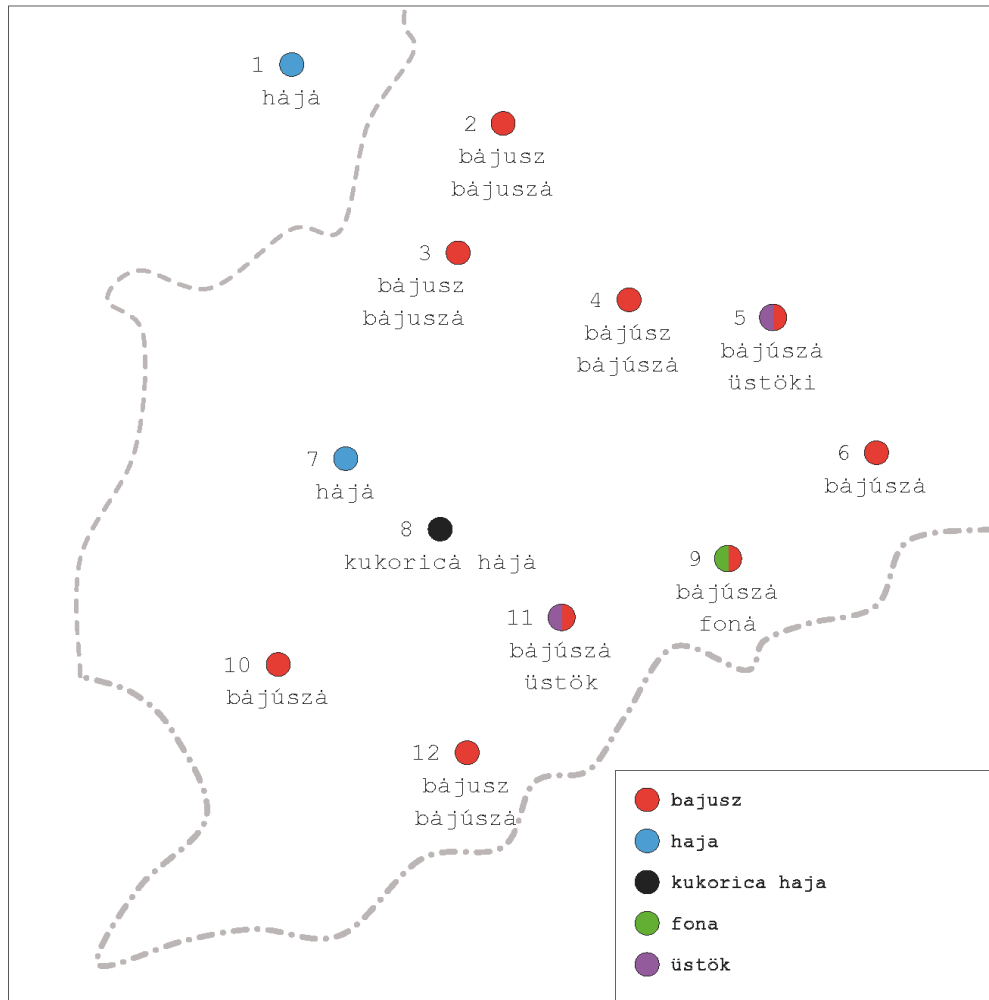 1
hȧjȧ
2
bȧjusz
bȧjuszȧ
3
bȧjusz
bȧjuszȧ
4
bȧjúsz
bȧjúszȧ
5
bȧjúszȧ
üstöki
6
bȧjúszȧ
7
hȧjȧ
8
kukoricȧ hȧjȧ
9
bȧjúszȧ
fonȧ
11
bȧjúszȧ
üstök
10
bȧjúszȧ
12
bȧjusz
bȧjúszȧ
bajusz
haja
kukorica haja
fona
üstök